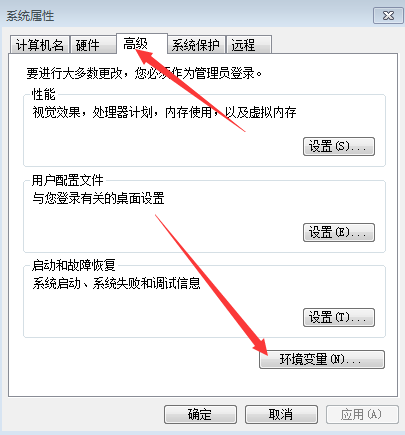 系统属性
计算机名 硬件 高级 系统保护 远程
要进行大多数更改，您必须作为管理员登录。
性能
视觉效果，处理器计划，内存使用，以及虚拟内存
设置(S)...
用户配置文件
与您登录有关的桌面设置
设置(E)...
启动和故障恢复
系统启动、系统失败和调试信息
设置(T)...
环境变量(N)...
确定 取消 应用(A)